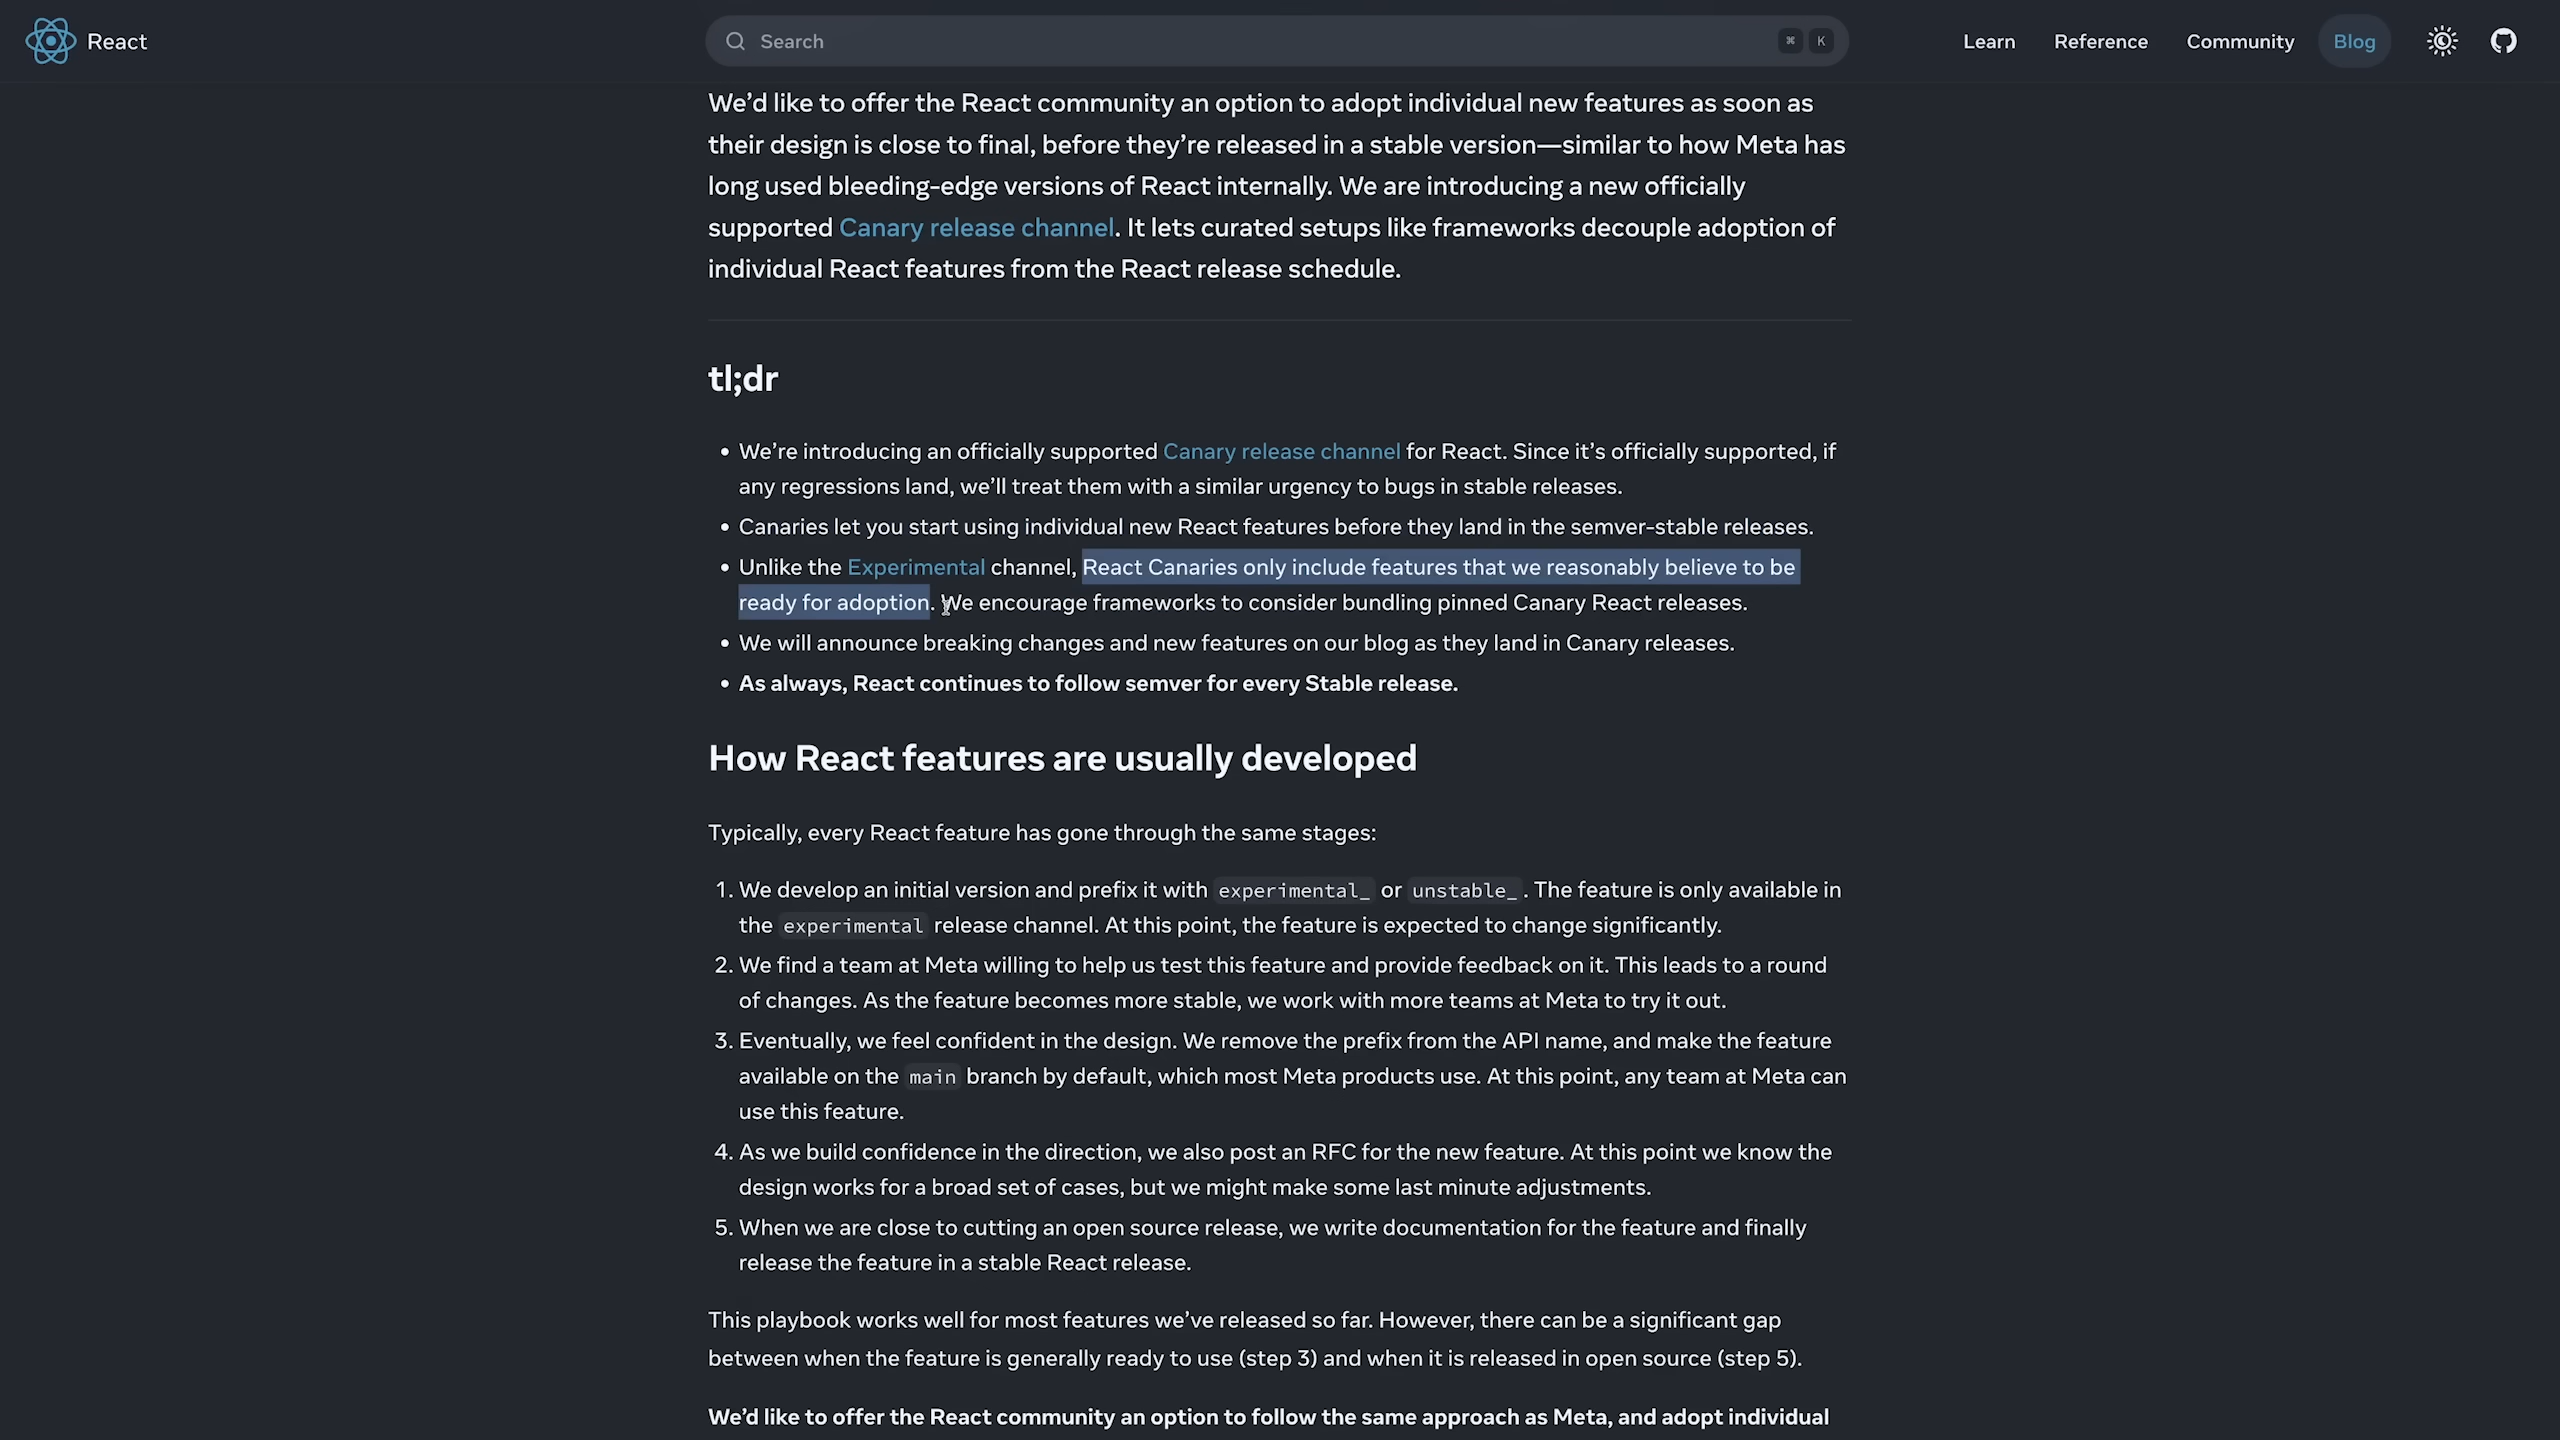 React
Search
⌘ K
Learn
Reference
Community
Blog
We’d like to offer the React community an option to adopt individual new features as soon as
their design is close to final, before they’re released in a stable version—similar to how Meta has
long used bleeding-edge versions of React internally. We are introducing a new officially
supported Canary release channel. It lets curated setups like frameworks decouple adoption of
individual React features from the React release schedule.
tl;dr
• We’re introducing an officially supported Canary release channel for React. Since it’s officially supported, if
any regressions land, we’ll treat them with a similar urgency to bugs in stable releases.
• Canaries let you start using individual new React features before they land in the semver-stable releases.
• Unlike the Experimental channel, React Canaries only include features that we reasonably believe to be
ready for adoption. We encourage frameworks to consider bundling pinned Canary React releases.
• We will announce breaking changes and new features on our blog as they land in Canary releases.
• As always, React continues to follow semver for every Stable release.
How React features are usually developed
Typically, every React feature has gone through the same stages:
1. We develop an initial version and prefix it with experimental_ or unstable_. The feature is only available in
the experimental release channel. At this point, the feature is expected to change significantly.
2. We find a team at Meta willing to help us test this feature and provide feedback on it. This leads to a round
of changes. As the feature becomes more stable, we work with more teams at Meta to try it out.
3. Eventually, we feel confident in the design. We remove the prefix from the API name, and make the feature
available on the main branch by default, which most Meta products use. At this point, any team at Meta can
use this feature.
4. As we build confidence in the direction, we also post an RFC for the new feature. At this point we know the
design works for a broad set of cases, but we might make some last minute adjustments.
5. When we are close to cutting an open source release, we write documentation for the feature and finally
release the feature in a stable React release.
This playbook works well for most features we’ve released so far. However, there can be a significant gap
between when the feature is generally ready to use (step 3) and when it is released in open source (step 5).
We’d like to offer the React community an option to follow the same approach as Meta, and adopt individual